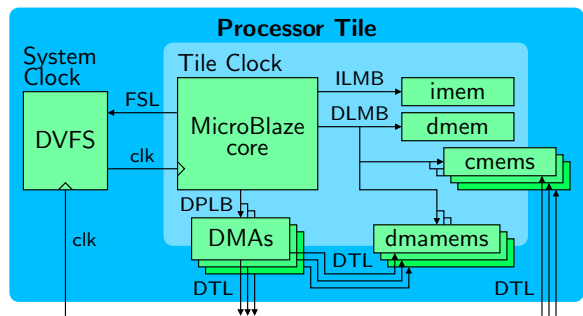 Processor Tile
System
Clock
Tile Clock
FSL
ILMB
imem
DVFS
MicroBlaze
core
DLMB
dmem
clk
cmems
DPLB
clk
DMAs
dmamems
DTL
DTL
DTL